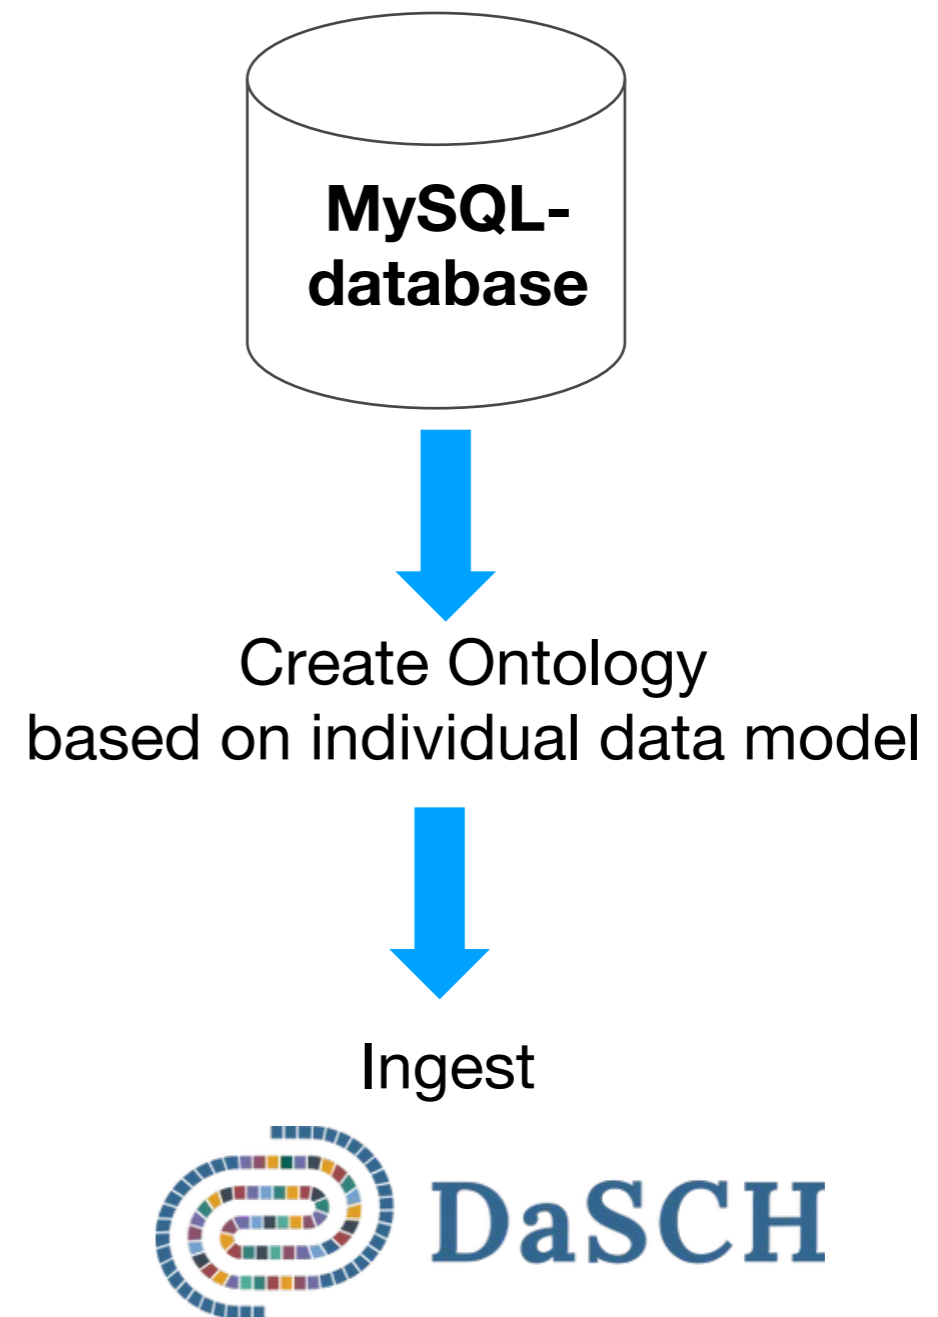 MySQL-
database
Create Ontology
based on individual data model
Ingest
DaSCH